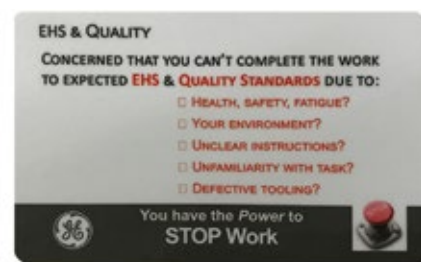 EHS & QUALITY
CONCERNED THAT YOU CAN'T COMPLETE THE WORK
TO EXPECTED EHS & QUALITY STANDARDS DUE TO:
☐ HEALTH, SAFETY, FATIGUE?
☐ YOUR ENVIRONMENT?
☐ UNCLEAR INSTRUCTIONS?
☐ UNFAMILIARITY WITH TASK?
☐ DEFECTIVE TOOLING?
GE
You have the Power to
STOP Work